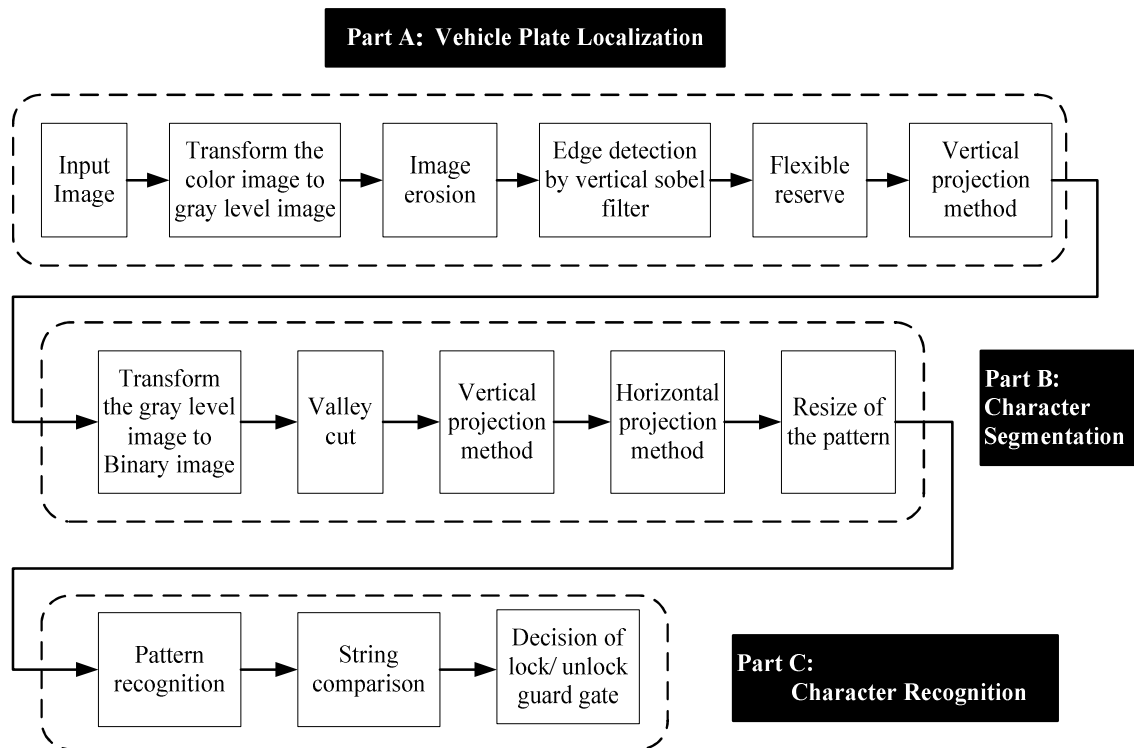 Part A: Vehicle Plate Localization
Input
Image
Transform the
color image to
gray level image
Image
erosion
Edge detection
by vertical sobel
filter
Flexible
reserve
Vertical
projection
method
Transform
the gray level
image to
Binary image
Valley
cut
Vertical
projection
method
Horizontal
projection
method
Resize of
the pattern
Part B:
Character
Segmentation
Pattern
recognition
String
comparison
Decision of
lock/ unlock
guard gate
Part C:
Character Recognition